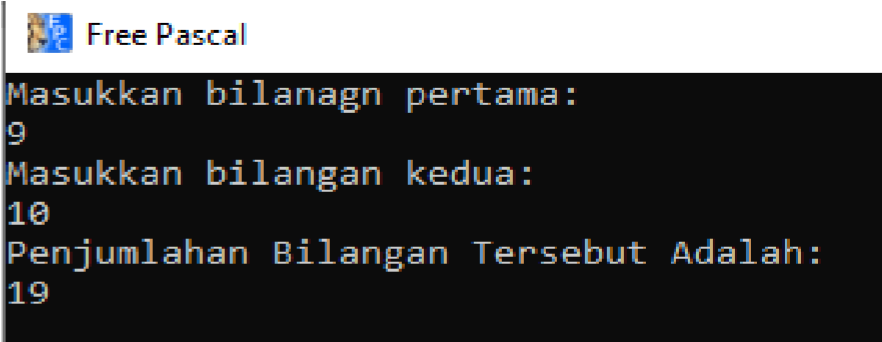 Free Pascal
Masukkan bilanagn pertama:
9
Masukkan bilangan kedua:
10
Penjumlahan Bilangan Tersebut Adalah:
19